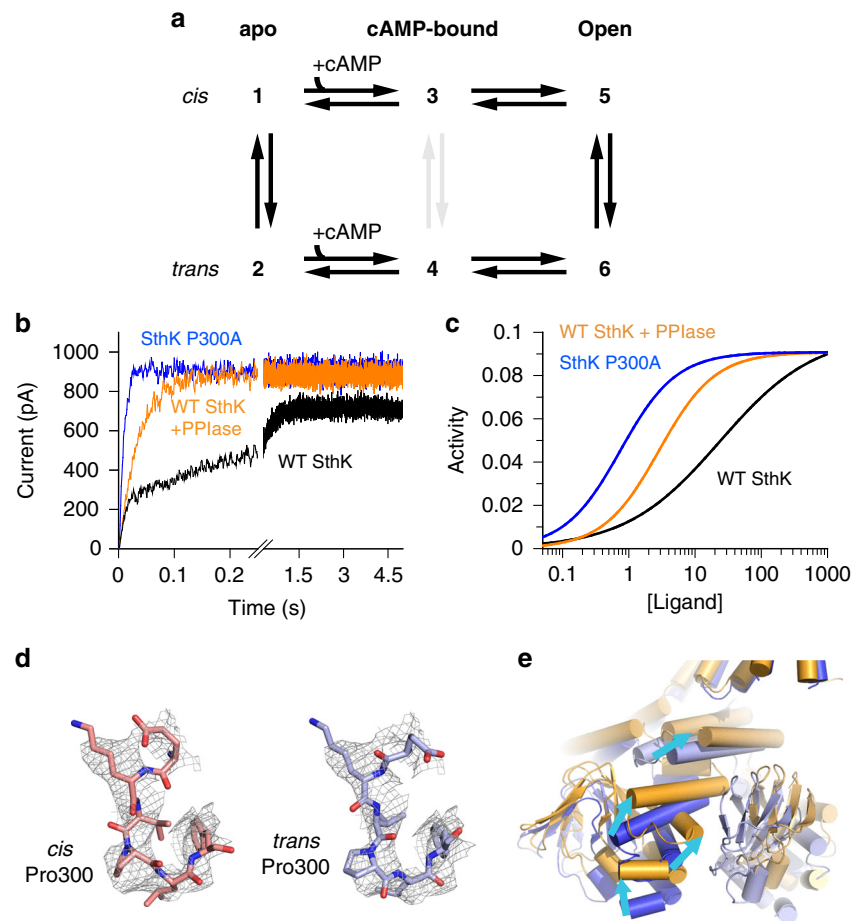 a
apo cAMP-bound Open
+cAMP
cis 1 3 5
+cAMP
trans 2 4 6
b
SthK P300A
WT SthK
+PPIase
WT SthK
Current (pA)
1000
800
600
400
200
0
0 0.1 0.2 1.5 3 4.5
Time (s)
c
WT SthK + PPIase
SthK P300A
WT SthK
Activity
0.1
0.08
0.06
0.04
0.02
0
0.1 1 10 100 1000
[Ligand]
d
cis
Pro300
trans
Pro300
e